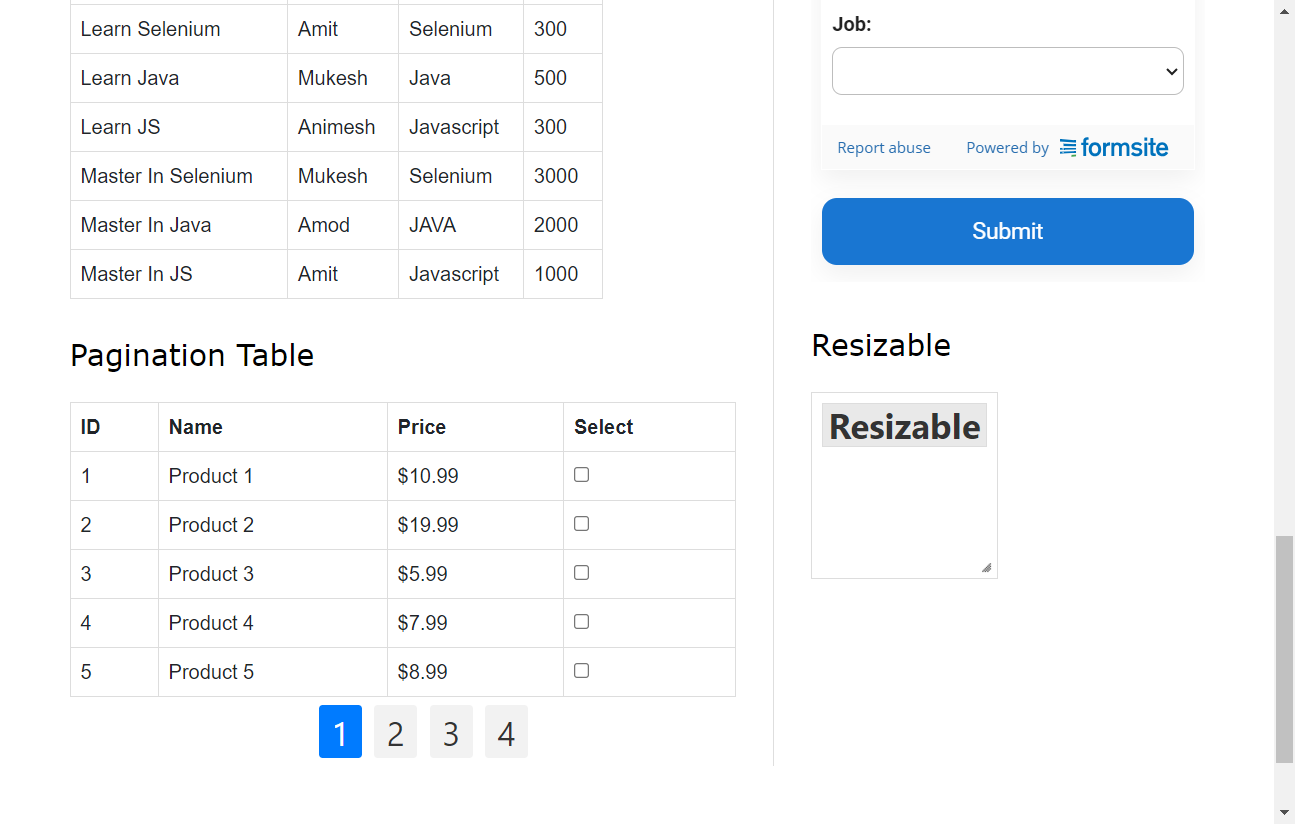 Learn Selenium Amit Selenium 300
Learn Java Mukesh Java 500
Learn JS Animesh Javascript 300
Master In Selenium Mukesh Selenium 3000
Master In Java Amod JAVA 2000
Master In JS Amit Javascript 1000
Pagination Table
ID Name Price Select
1 Product 1 $10.99
2 Product 2 $19.99
3 Product 3 $5.99
4 Product 4 $7.99
5 Product 5 $8.99
1 2 3 4
Job:
Report abuse Powered by formsite
Submit
Resizable
Resizable